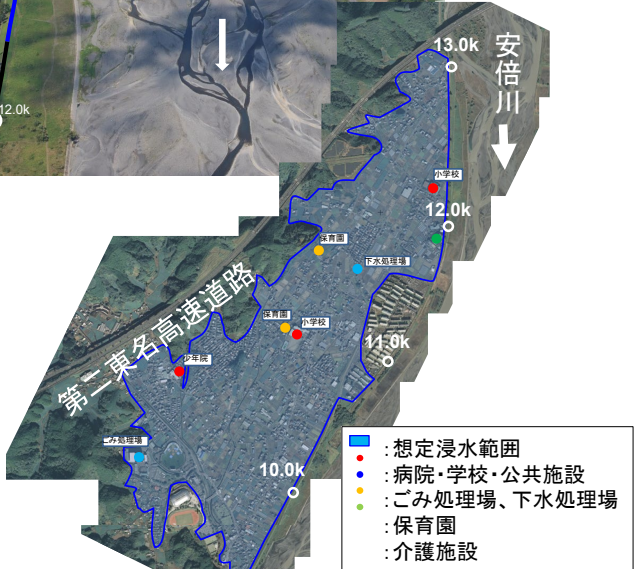 12.0k
13.0k
安倍川
小学校
12.0k
保育園
下水処理場
第二東名高速道路
保育園
小学校
11.0k
少年院
ごみ処理場
10.0k
:想定浸水範囲
:病院・学校・公共施設
:ごみ処理場、下水処理場
:保育園
:介護施設